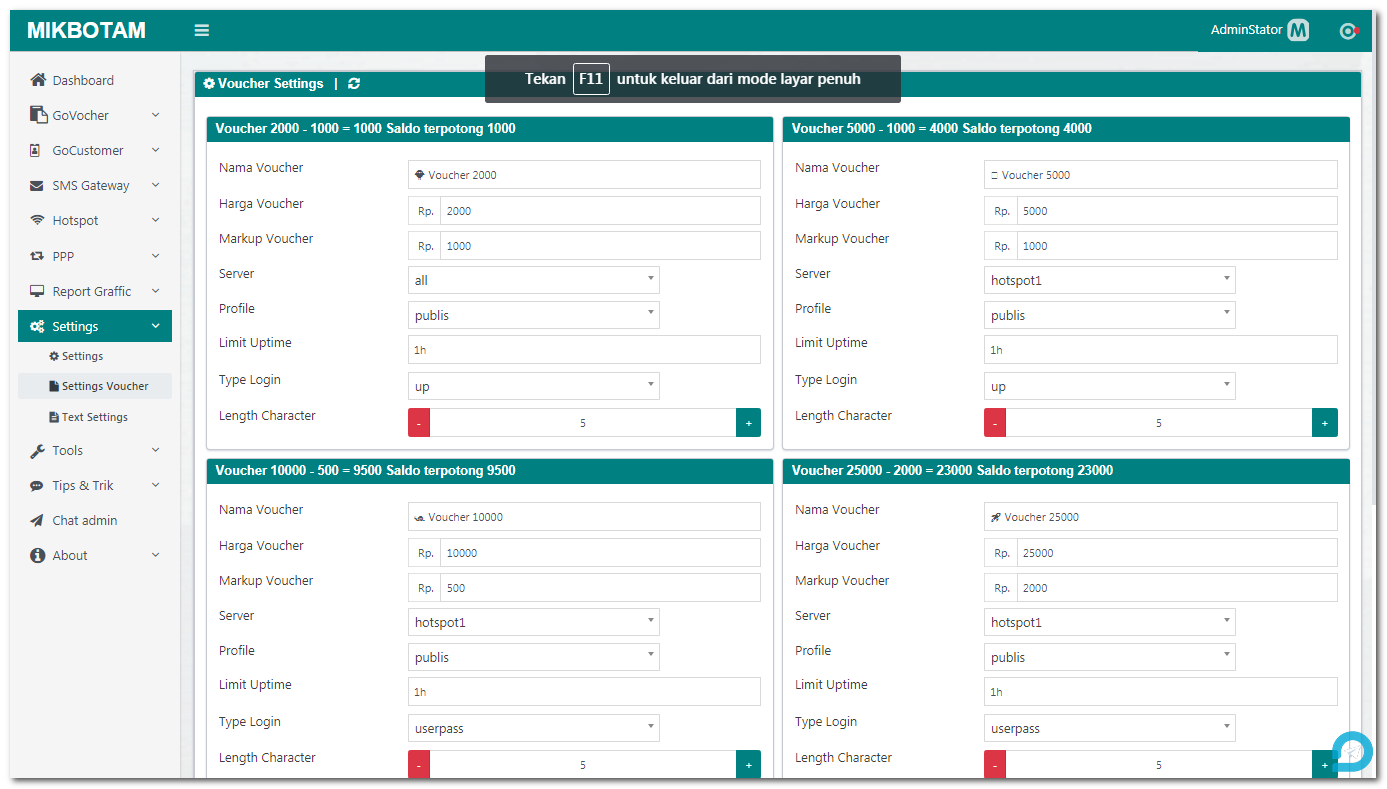 MIKBOTAM
AdminStator
Tekan F11 untuk keluar dari mode layar penuh
Dashboard
GoVocher
GoCustomer
SMS Gateway
Hotspot
PPP
Report Graffic
Settings
Settings
Settings Voucher
Text Settings
Tools
Tips & Trik
Chat admin
About
Voucher Settings |
Voucher 2000 - 1000 = 1000 Saldo terpotong 1000
Nama Voucher Voucher 2000
Harga Voucher Rp. 2000
Markup Voucher Rp. 1000
Server all
Profile publis
Limit Uptime 1h
Type Login up
Length Character - 5 +
Voucher 5000 - 1000 = 4000 Saldo terpotong 4000
Nama Voucher Voucher 5000
Harga Voucher Rp. 5000
Markup Voucher Rp. 1000
Server hotspot1
Profile publis
Limit Uptime 1h
Type Login up
Length Character - 5 +
Voucher 10000 - 500 = 9500 Saldo terpotong 9500
Nama Voucher Voucher 10000
Harga Voucher Rp. 10000
Markup Voucher Rp. 500
Server hotspot1
Profile publis
Limit Uptime 1h
Type Login userpass
Length Character - 5 +
Voucher 25000 - 2000 = 23000 Saldo terpotong 23000
Nama Voucher Voucher 25000
Harga Voucher Rp. 25000
Markup Voucher Rp. 2000
Server hotspot1
Profile publis
Limit Uptime 1h
Type Login userpass
Length Character - 5 +